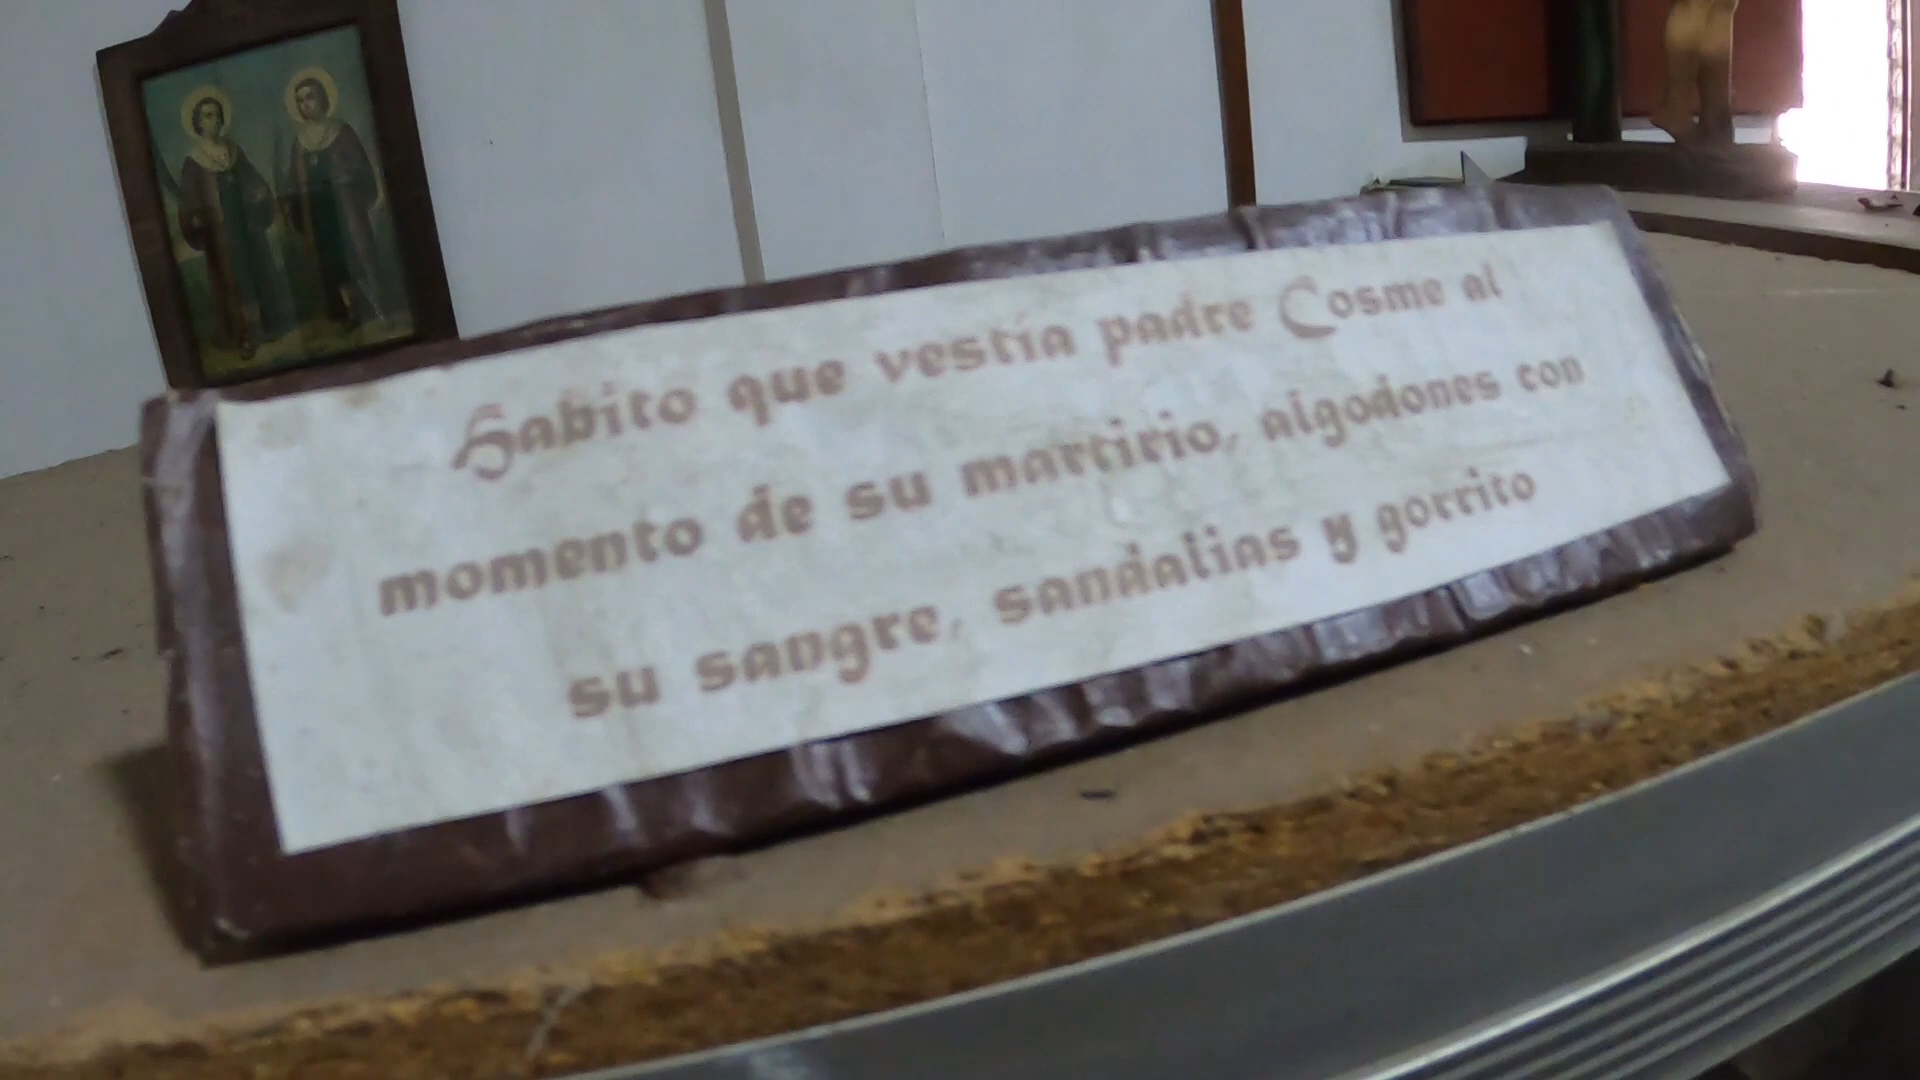 Habito que vestía padre Cosme al
momento de su martirio, algodones con
su sangre, sandalias y gorrito